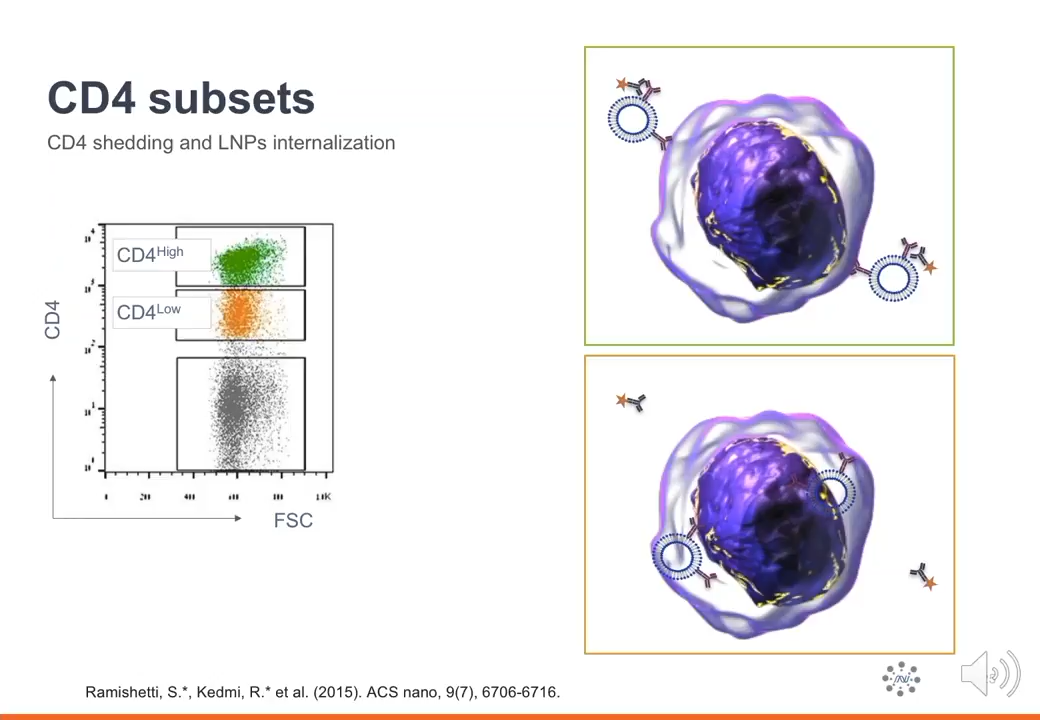 CD4 subsets
CD4 shedding and LNPs internalization
CD4High
CD4Low
CD4
FSC
Ramishetti, S.*, Kedmi, R.* et al. (2015). ACS nano, 9(7), 6706-6716.